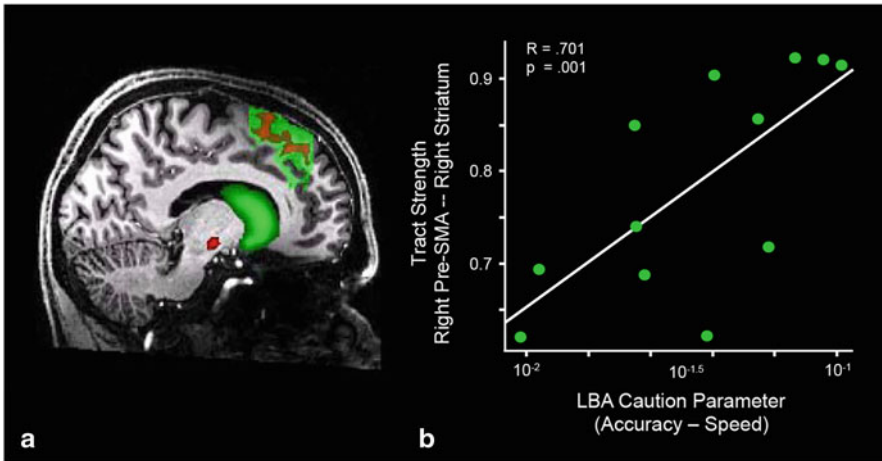 a
R = .701
p = .001
Tract Strength
Right Pre-SMA -- Right Striatum
0.9
0.8
0.7
10-2
10-1.5
10-1
LBA Caution Parameter
(Accuracy – Speed)
b